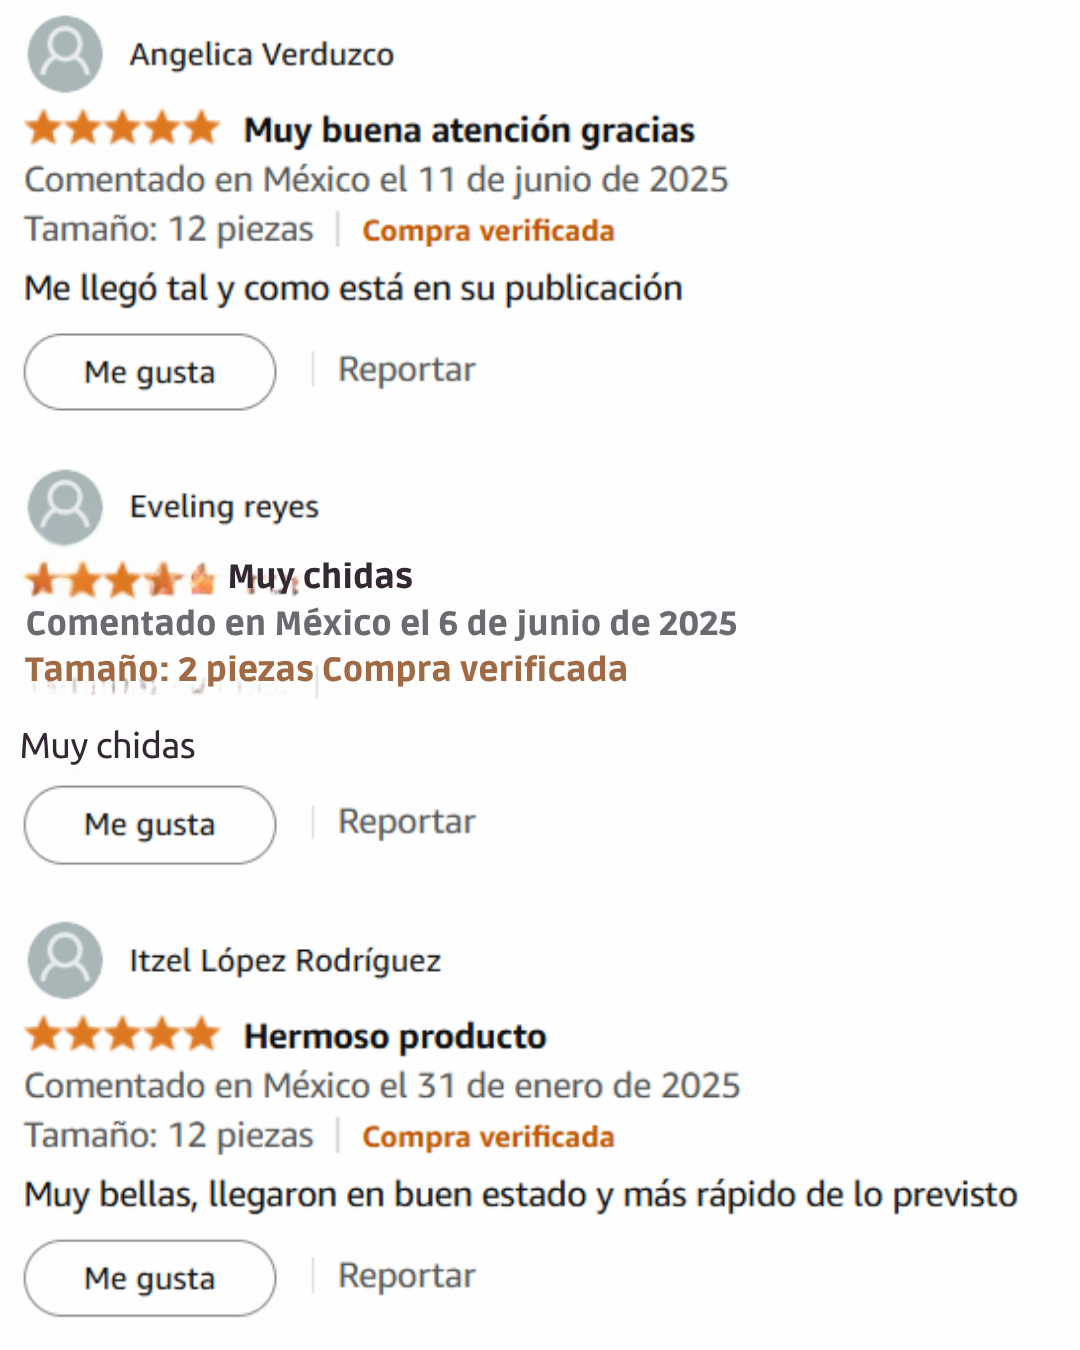 Angelica Verduzco
Muy buena atención gracias
Comentado en México el 11 de junio de 2025
Tamaño: 12 piezas | Compra verificada
Me llegó tal y como está en su publicación
Me gusta | Reportar
Eveling reyes
Muy chidas
Comentado en México el 6 de junio de 2025
Tamaño: 2 piezas Compra verificada
Muy chidas
Me gusta | Reportar
Itzel López Rodríguez
Hermoso producto
Comentado en México el 31 de enero de 2025
Tamaño: 12 piezas | Compra verificada
Muy bellas, llegaron en buen estado y más rápido de lo previsto
Me gusta | Reportar